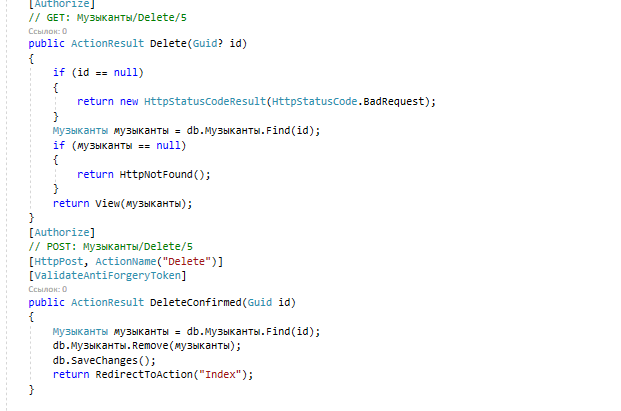 [Authorize]
// GET: Музыканты/Delete/5
Ссылок: 0
public ActionResult Delete(Guid? id)
{
if (id == null)
{
return new HttpStatusCodeResult(HttpStatusCode.BadRequest);
}
Музыканты музыканты = db.Музыканты.Find(id);
if (музыканты == null)
{
return HttpNotFound();
}
return View(музыканты);
}
[Authorize]
// POST: Музыканты/Delete/5
[HttpPost, ActionName("Delete")]
[ValidateAntiForgeryToken]
Ссылок: 0
public ActionResult DeleteConfirmed(Guid id)
{
Музыканты музыканты = db.Музыканты.Find(id);
db.Музыканты.Remove(музыканты);
db.SaveChanges();
return RedirectToAction("Index");
}